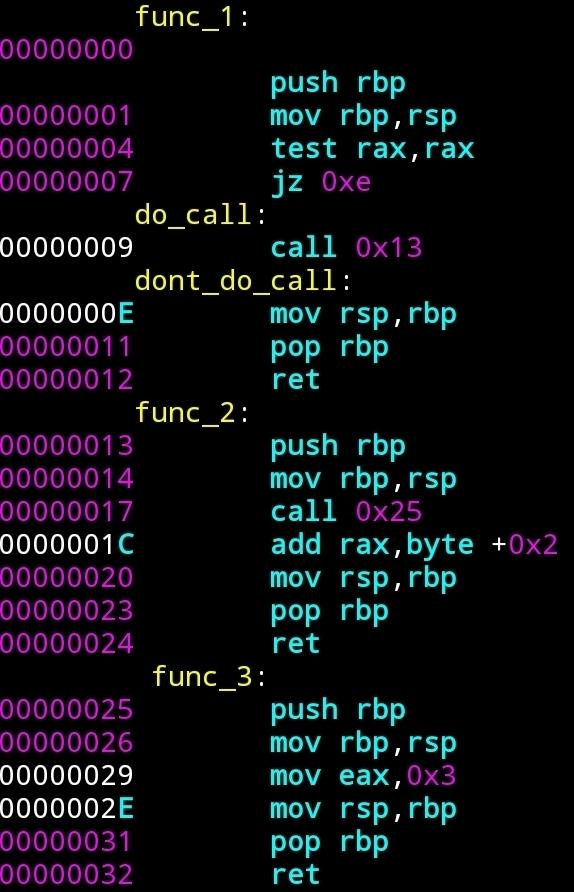 func_1:
00000000
push rbp
00000001 mov rbp,rsp
00000004 test rax,rax
00000007 jz 0xe
do_call:
00000009 call 0x13
dont_do_call:
0000000E mov rsp,rbp
00000011 pop rbp
00000012 ret
func_2:
00000013 push rbp
00000014 mov rbp,rsp
00000017 call 0x25
0000001C add rax,byte +0x2
00000020 mov rsp,rbp
00000023 pop rbp
00000024 ret
func_3:
00000025 push rbp
00000026 mov rbp,rsp
00000029 mov eax,0x3
0000002E mov rsp,rbp
00000031 pop rbp
00000032 ret